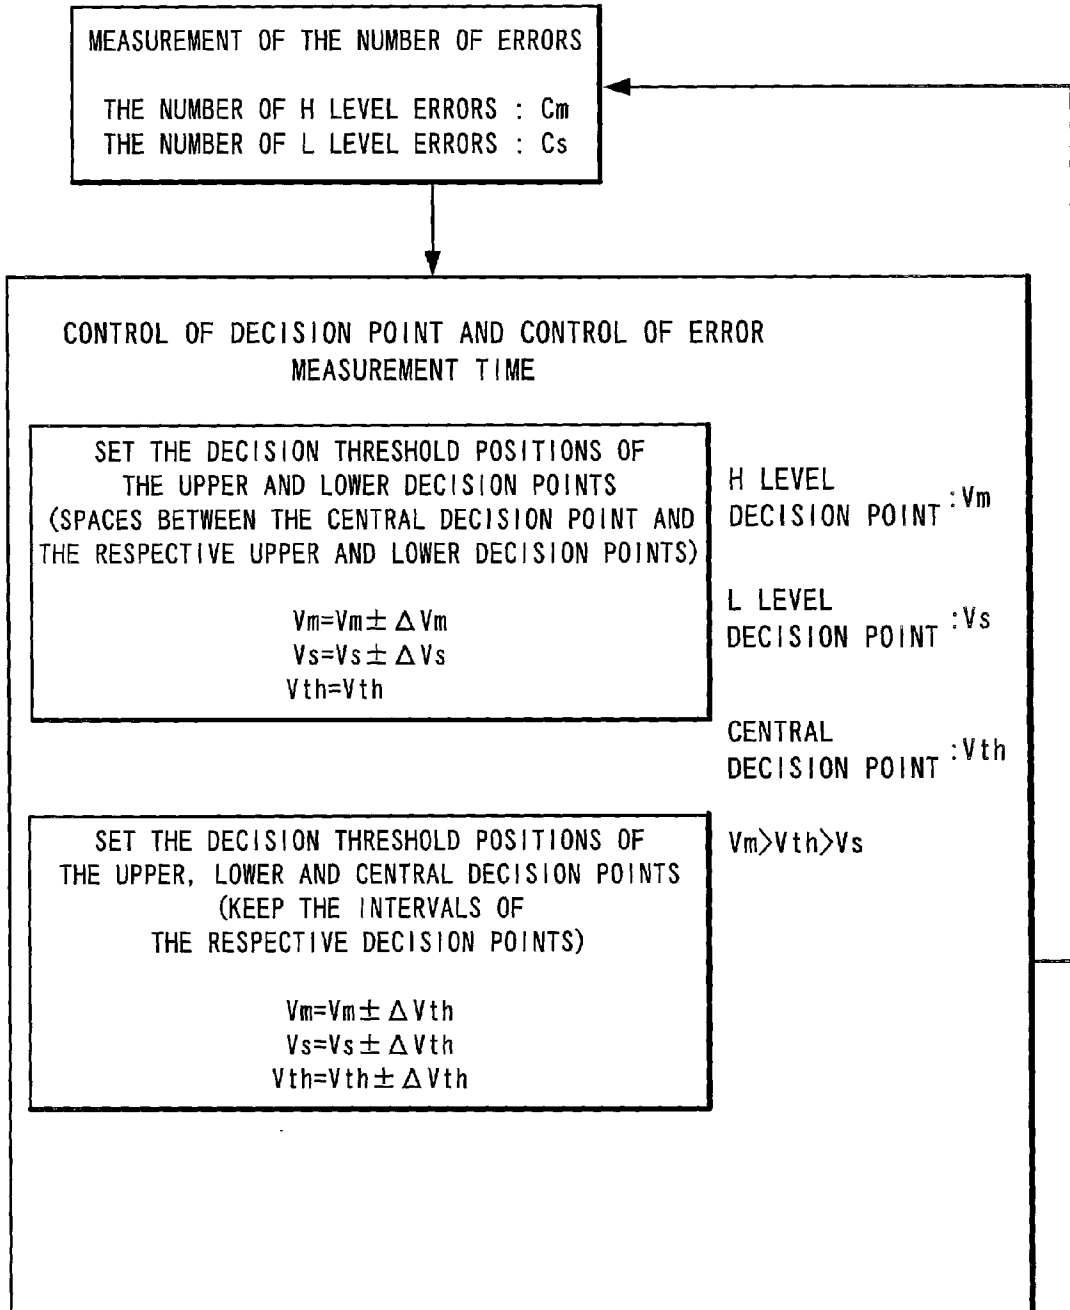 MEASUREMENT OF THE NUMBER OF ERRORS
THE NUMBER OF H LEVEL ERRORS : Cm
THE NUMBER OF L LEVEL ERRORS : Cs
CONTROL OF DECISION POINT AND CONTROL OF ERROR
MEASUREMENT TIME
SET THE DECISION THRESHOLD POSITIONS OF
THE UPPER AND LOWER DECISION POINTS
(SPACES BETWEEN THE CENTRAL DECISION POINT AND
THE RESPECTIVE UPPER AND LOWER DECISION POINTS)
Vm=Vm± ΔVm
Vs=Vs± ΔVs
Vth=Vth
H LEVEL
DECISION POINT :Vm
L LEVEL
DECISION POINT :Vs
CENTRAL
DECISION POINT :Vth
Vm>Vth>Vs
SET THE DECISION THRESHOLD POSITIONS OF
THE UPPER, LOWER AND CENTRAL DECISION POINTS
(KEEP THE INTERVALS OF
THE RESPECTIVE DECISION POINTS)
Vm=Vm± ΔVth
Vs=Vs± ΔVth
Vth=Vth± ΔVth